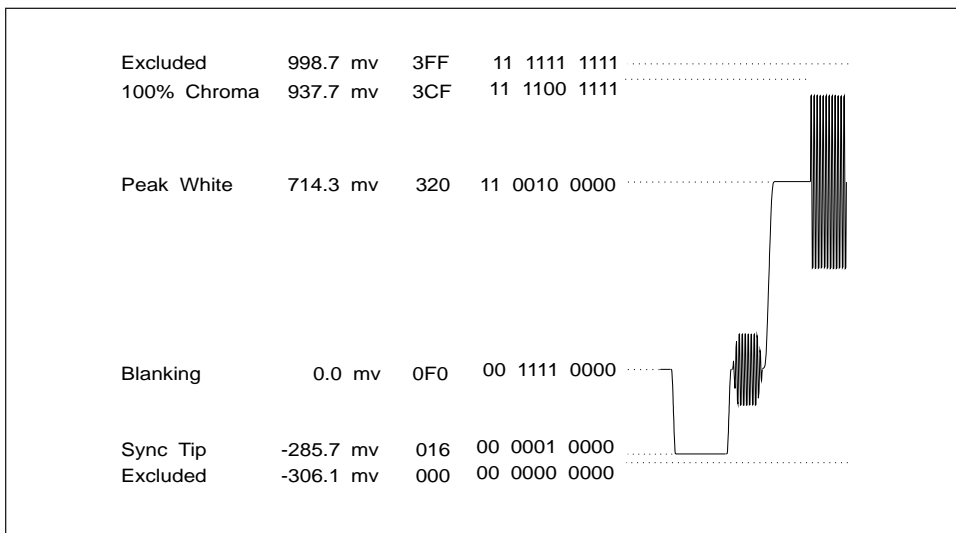 Excluded 998.7 mv 3FF 11 1111 1111
100% Chroma 937.7 mv 3CF 11 1100 1111
Peak White 714.3 mv 320 11 0010 0000
Blanking 0.0 mv 0F0 00 1111 0000
Sync Tip -285.7 mv 016 00 0001 0000
Excluded -306.1 mv 000 00 0000 0000